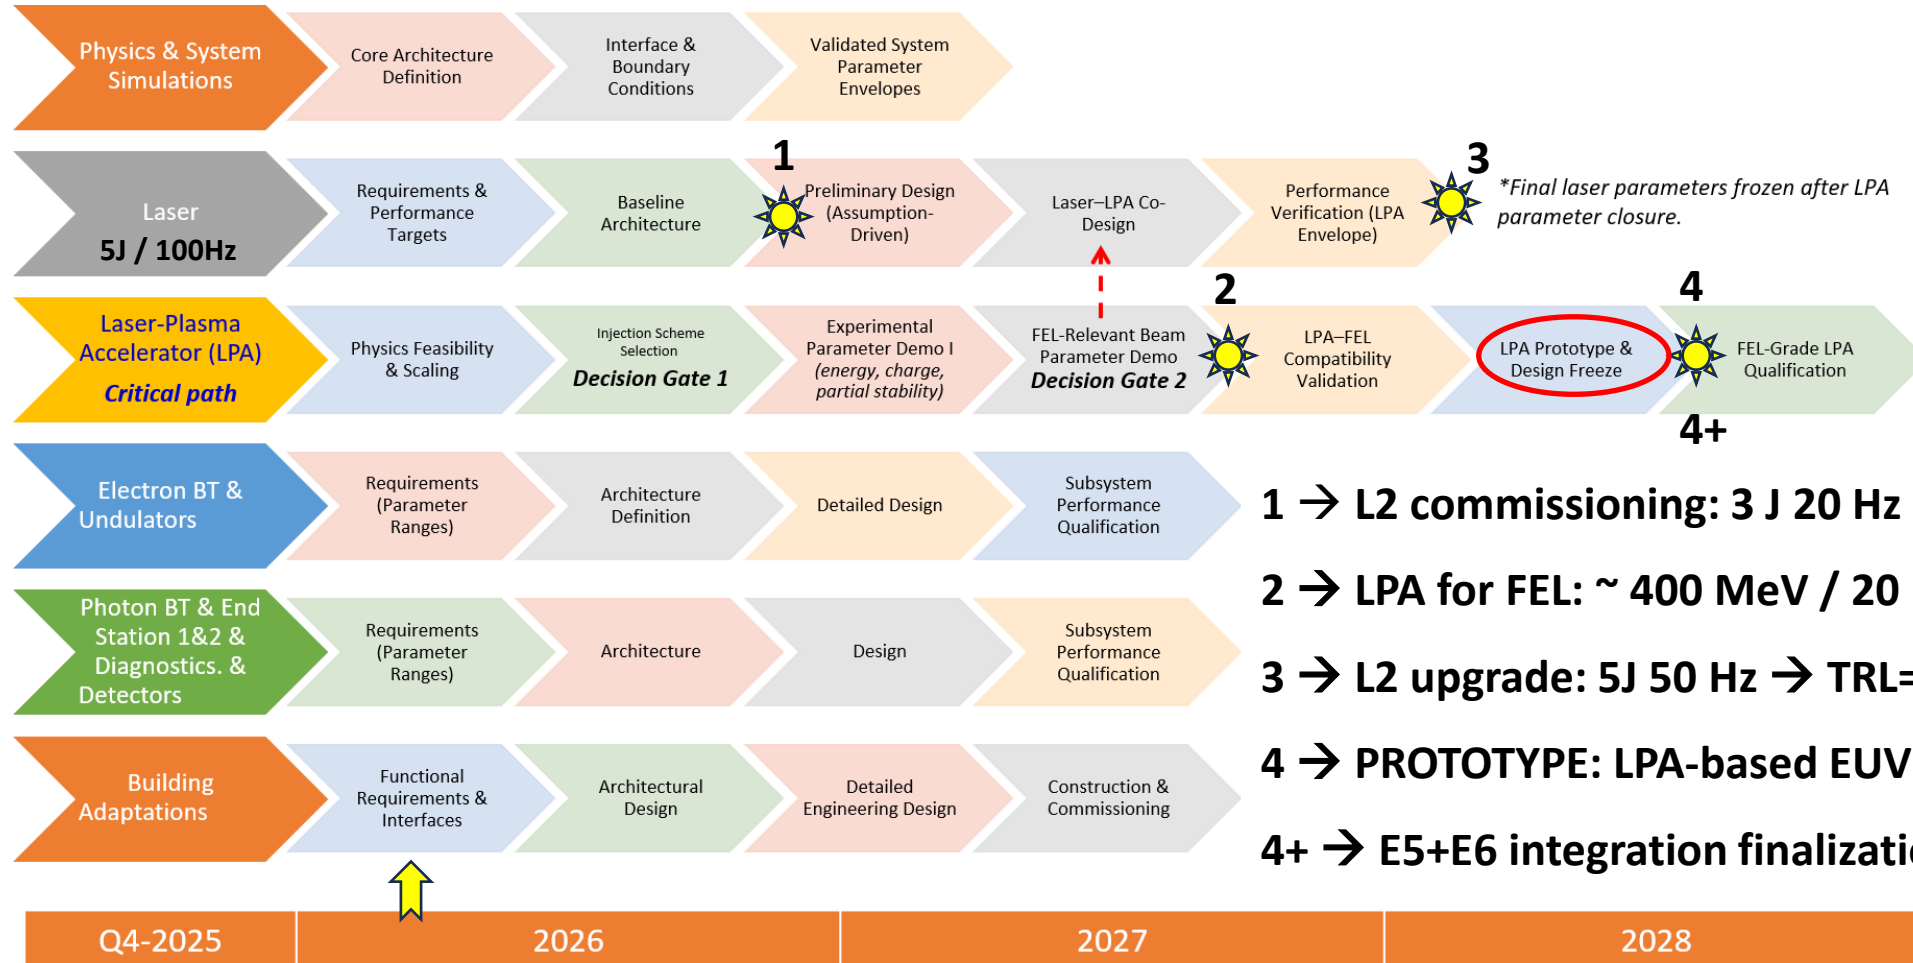 Physics & System
Simulations
Core Architecture
Definition
Interface &
Boundary
Conditions
Validated System
Parameter
Envelopes
Laser
5J / 100Hz
Requirements &
Performance
Targets
Baseline
Architecture
1
Preliminary Design
(Assumption-
Driven)
Laser–LPA Co-
Design
Performance
Verification (LPA
Envelope)
3
*Final laser parameters frozen after LPA
parameter closure.
Laser-Plasma
Accelerator (LPA)
Critical path
Physics Feasibility
& Scaling
Injection Scheme
Selection
Decision Gate 1
Experimental
Parameter Demo I
(energy, charge,
partial stability)
FEL-Relevant Beam
Parameter Demo
Decision Gate 2
2
LPA–FEL
Compatibility
Validation
LPA Prototype &
Design Freeze
4
4+
FEL-Grade LPA
Qualification
Electron BT &
Undulators
Requirements
(Parameter
Ranges)
Architecture
Definition
Detailed Design
Subsystem
Performance
Qualification
Photon BT & End
Station 1&2 &
Diagnostics. &
Detectors
Requirements
(Parameter
Ranges)
Architecture
Design
Subsystem
Performance
Qualification
Building
Adaptations
Functional
Requirements &
Interfaces
Architectural
Design
Detailed
Engineering Design
Construction &
Commissioning
1 → L2 commissioning: 3 J 20 Hz
2 → LPA for FEL: ~ 400 MeV / 20
3 → L2 upgrade: 5J 50 Hz → TRL=
4 → PROTOTYPE: LPA-based EUV
4+ → E5+E6 integration
Q4-2025
2026
2027
2028